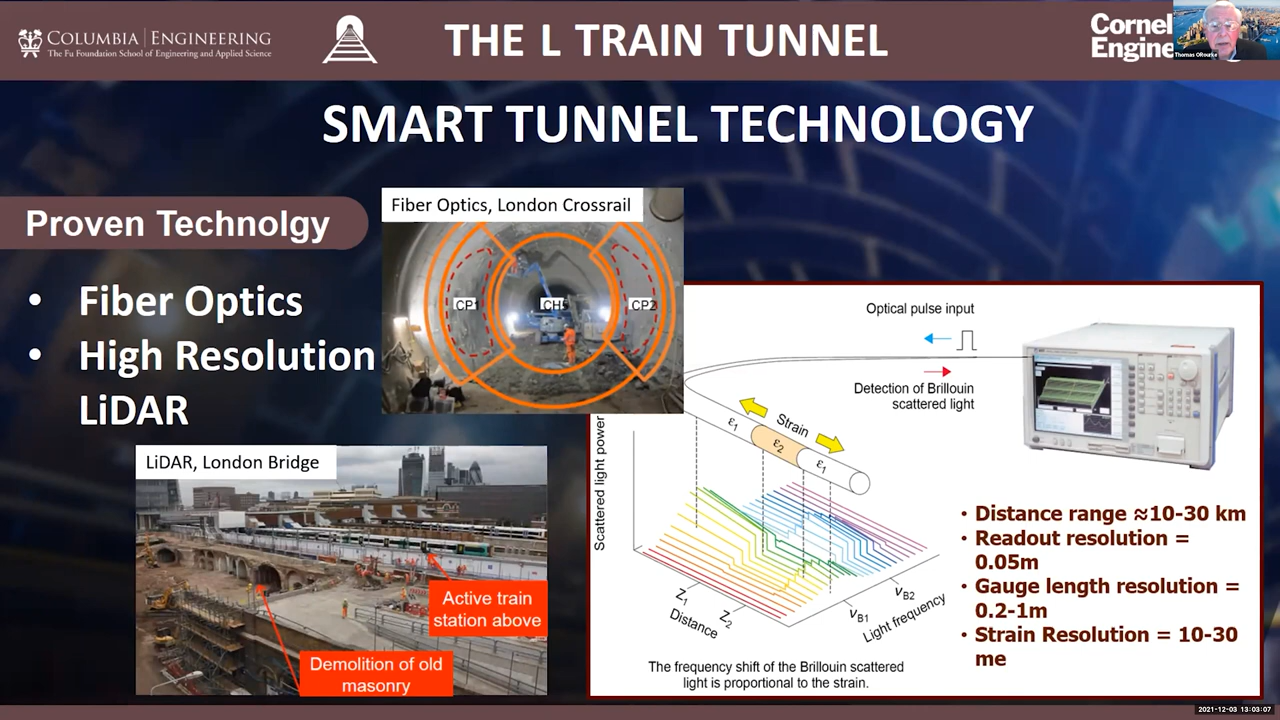 COLUMBIA | ENGINEERING
The Fu Foundation School of Engineering and Applied Science
THE L TRAIN TUNNEL
Cornel
Engine
Thomas ORourke
SMART TUNNEL TECHNOLOGY
Proven Technolgy
• Fiber Optics
• High Resolution
LiDAR
Fiber Optics, London Crossrail
CP1
CH5
CP2
LiDAR, London Bridge
Active train
station above
Demolition of old
masonry
Optical pulse input
Detection of Brillouin
scattered light
Strain
ε1
ε2
ε1
Scattered light power
Z1
Z2
Distance
νB1
νB2
Light frequency
The frequency shift of the Brillouin scattered
light is proportional to the strain.
• Distance range ≈10-30 km
• Readout resolution =
0.05m
• Gauge length resolution =
0.2-1m
• Strain Resolution = 10-30
me
2021-12-03 13:03:07